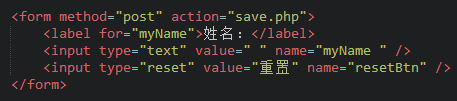 <form method="post" action="save.php">
    <label for="myName">姓名：</label>
    <input type="text" value=" " name="myName " />
    <input type="reset" value="重置" name="resetBtn" />
</form>